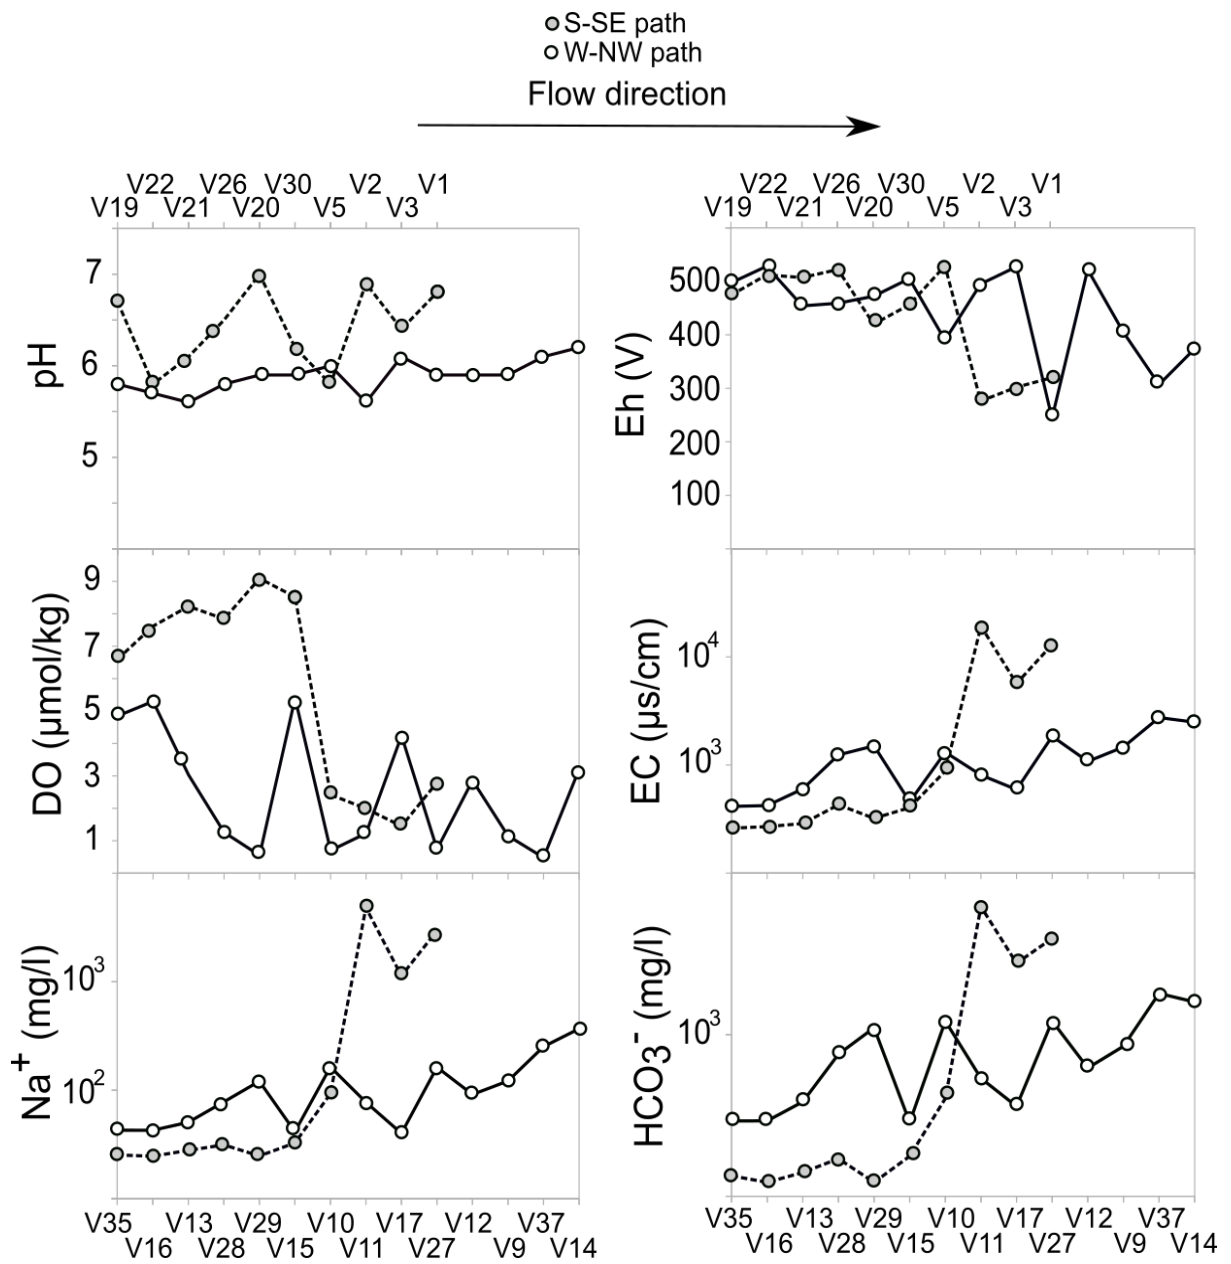 S-SE path
W-NW path
Flow direction
V22 V26 V30 V2 V1
V19 V21 V20 V5 V3
V22 V26 V30 V2 V1
V19 V21 V20 V5 V3
pH
7
6
5
Eh (V)
500
400
300
200
100
DO (µmol/kg)
9
7
5
3
1
EC (µs/cm)
10⁴
10³
Na⁺ (mg/l)
10³
10²
HCO₃⁻ (mg/l)
10³
V35 V13 V29 V10 V17 V12 V37
V16 V28 V15 V11 V27 V9 V14
V35 V13 V29 V10 V17 V12 V37
V16 V28 V15 V11 V27 V9 V14